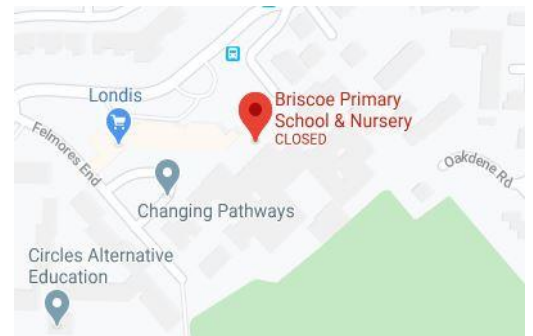 Londis
Briscoe Primary
School & Nursery
CLOSED
Felmores End
Oakdene Rd
Changing Pathways
Circles Alternative
Education